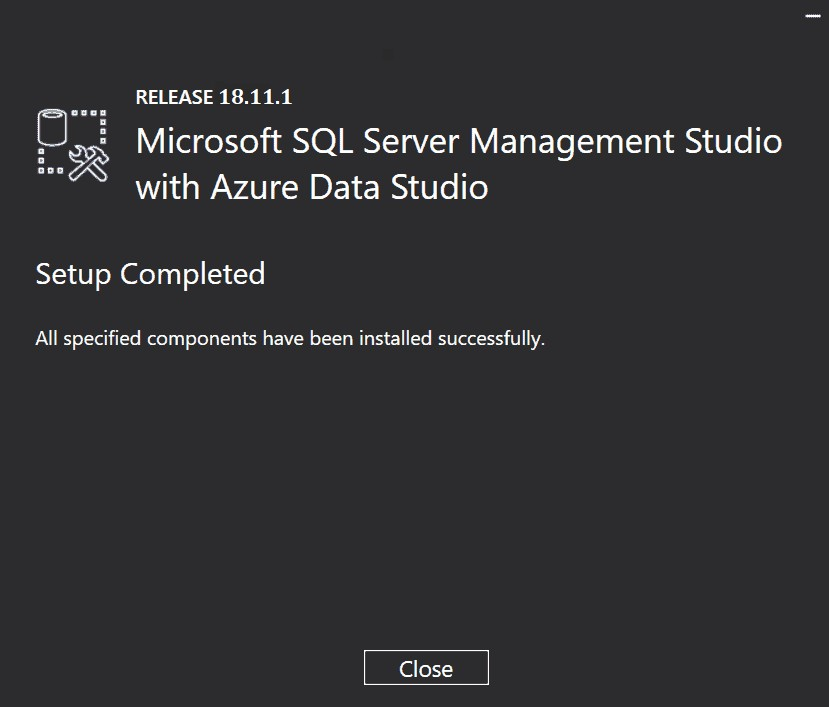 RELEASE 18.11.1
Microsoft SQL Server Management Studio
with Azure Data Studio
Setup Completed
All specified components have been installed successfully.
Close